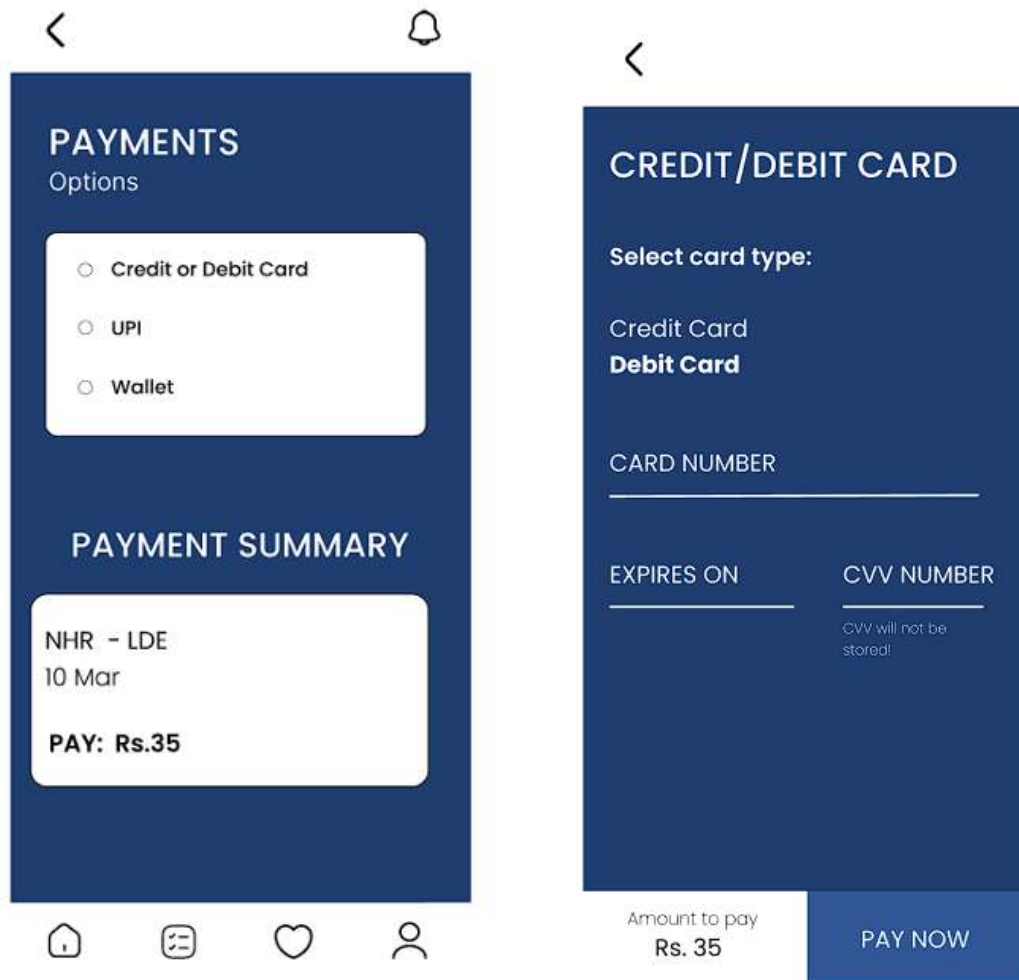 PAYMENTS
Options
Credit or Debit Card
UPI
Wallet
PAYMENT SUMMARY
NHR - LDE
10 Mar
PAY: Rs.35
CREDIT/DEBIT CARD
Select card type:
Credit Card
Debit Card
CARD NUMBER
EXPIRES ON
CVV NUMBER
CVV will not be
stored!
Amount to pay
Rs. 35
PAY NOW